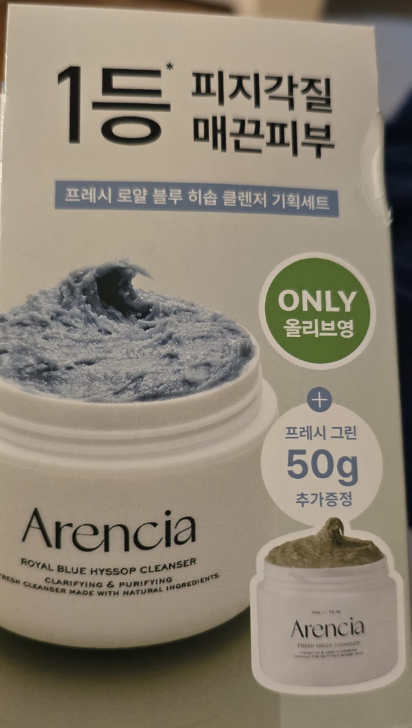 1등* 피지각질
매끈피부
프레시 로얄 블루 히솝 클렌저 기획세트
ONLY
올리브영
+
프레시 그린
50g
추가증정
Arencia
ROYAL BLUE HYSSOP CLEANSER
CLARIFYING & PURIFYING
FRESH CLEANSER MADE WITH NATURAL INGREDIENTS.
Arencia
FRESH GREEN CLEANSER